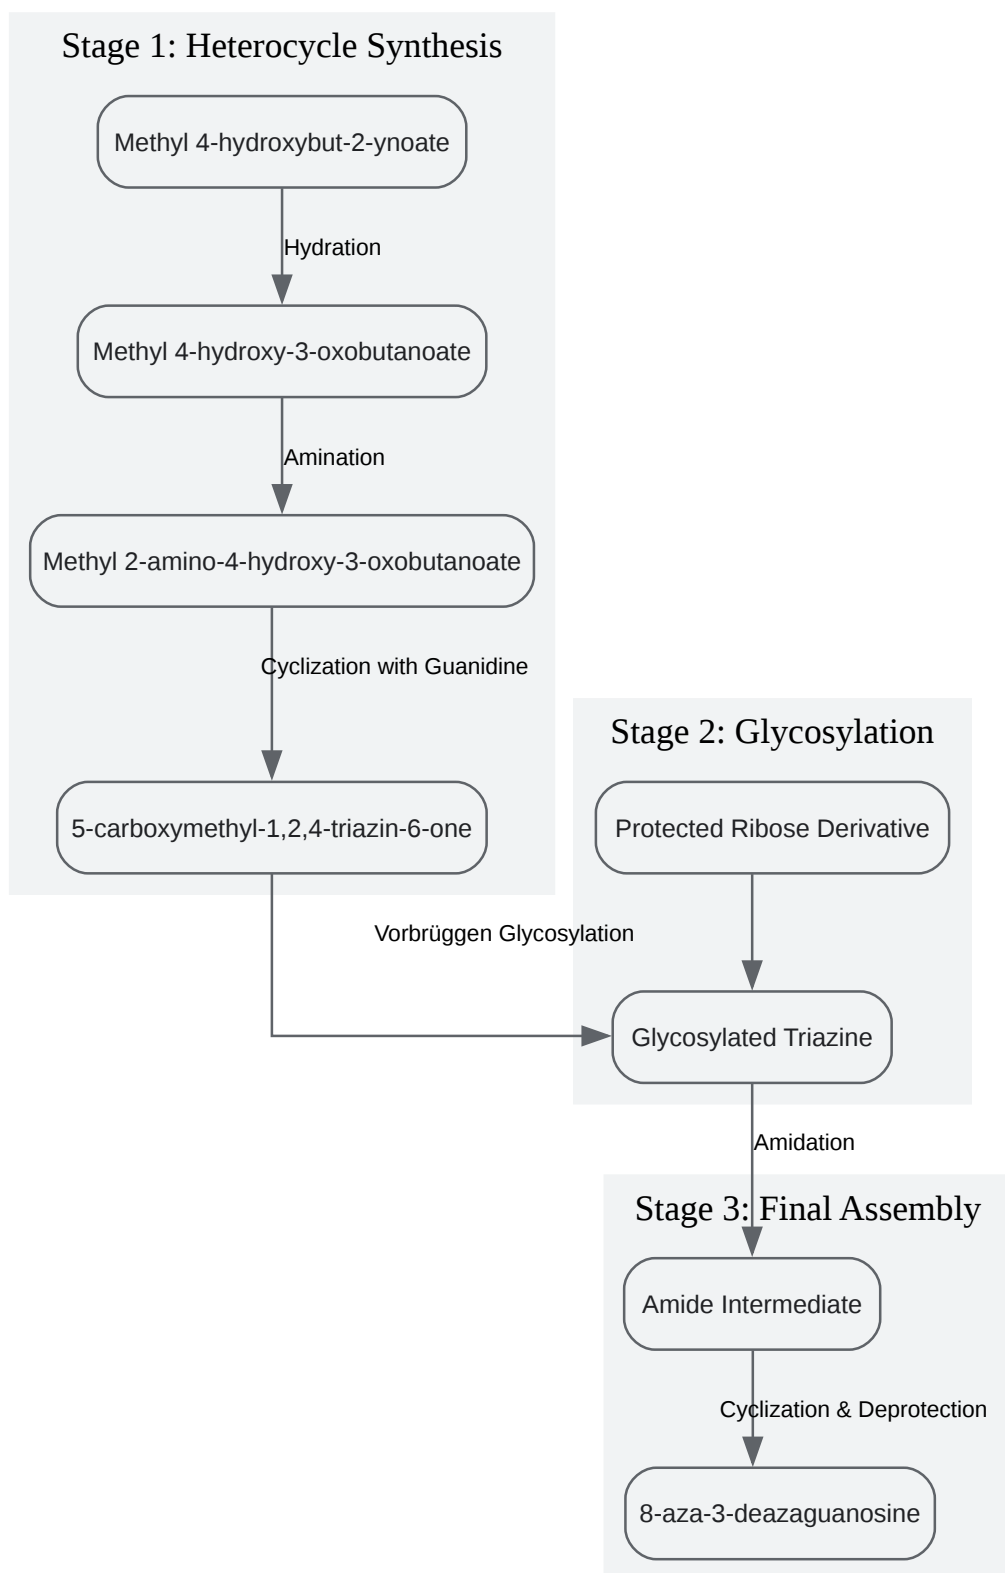 Stage 1: Heterocycle Synthesis
Methyl 4-hydroxybut-2-ynoate
Hydration
Methyl 4-hydroxy-3-oxobutanoate
Amination
Methyl 2-amino-4-hydroxy-3-oxobutanoate
Cyclization with Guanidine
5-carboxymethyl-1,2,4-triazin-6-one
Stage 2: Glycosylation
Protected Ribose Derivative
Vorbrüggen Glycosylation
Glycosylated Triazine
Amidation
Stage 3: Final Assembly
Amide Intermediate
Cyclization & Deprotection
8-aza-3-deazaguanosine